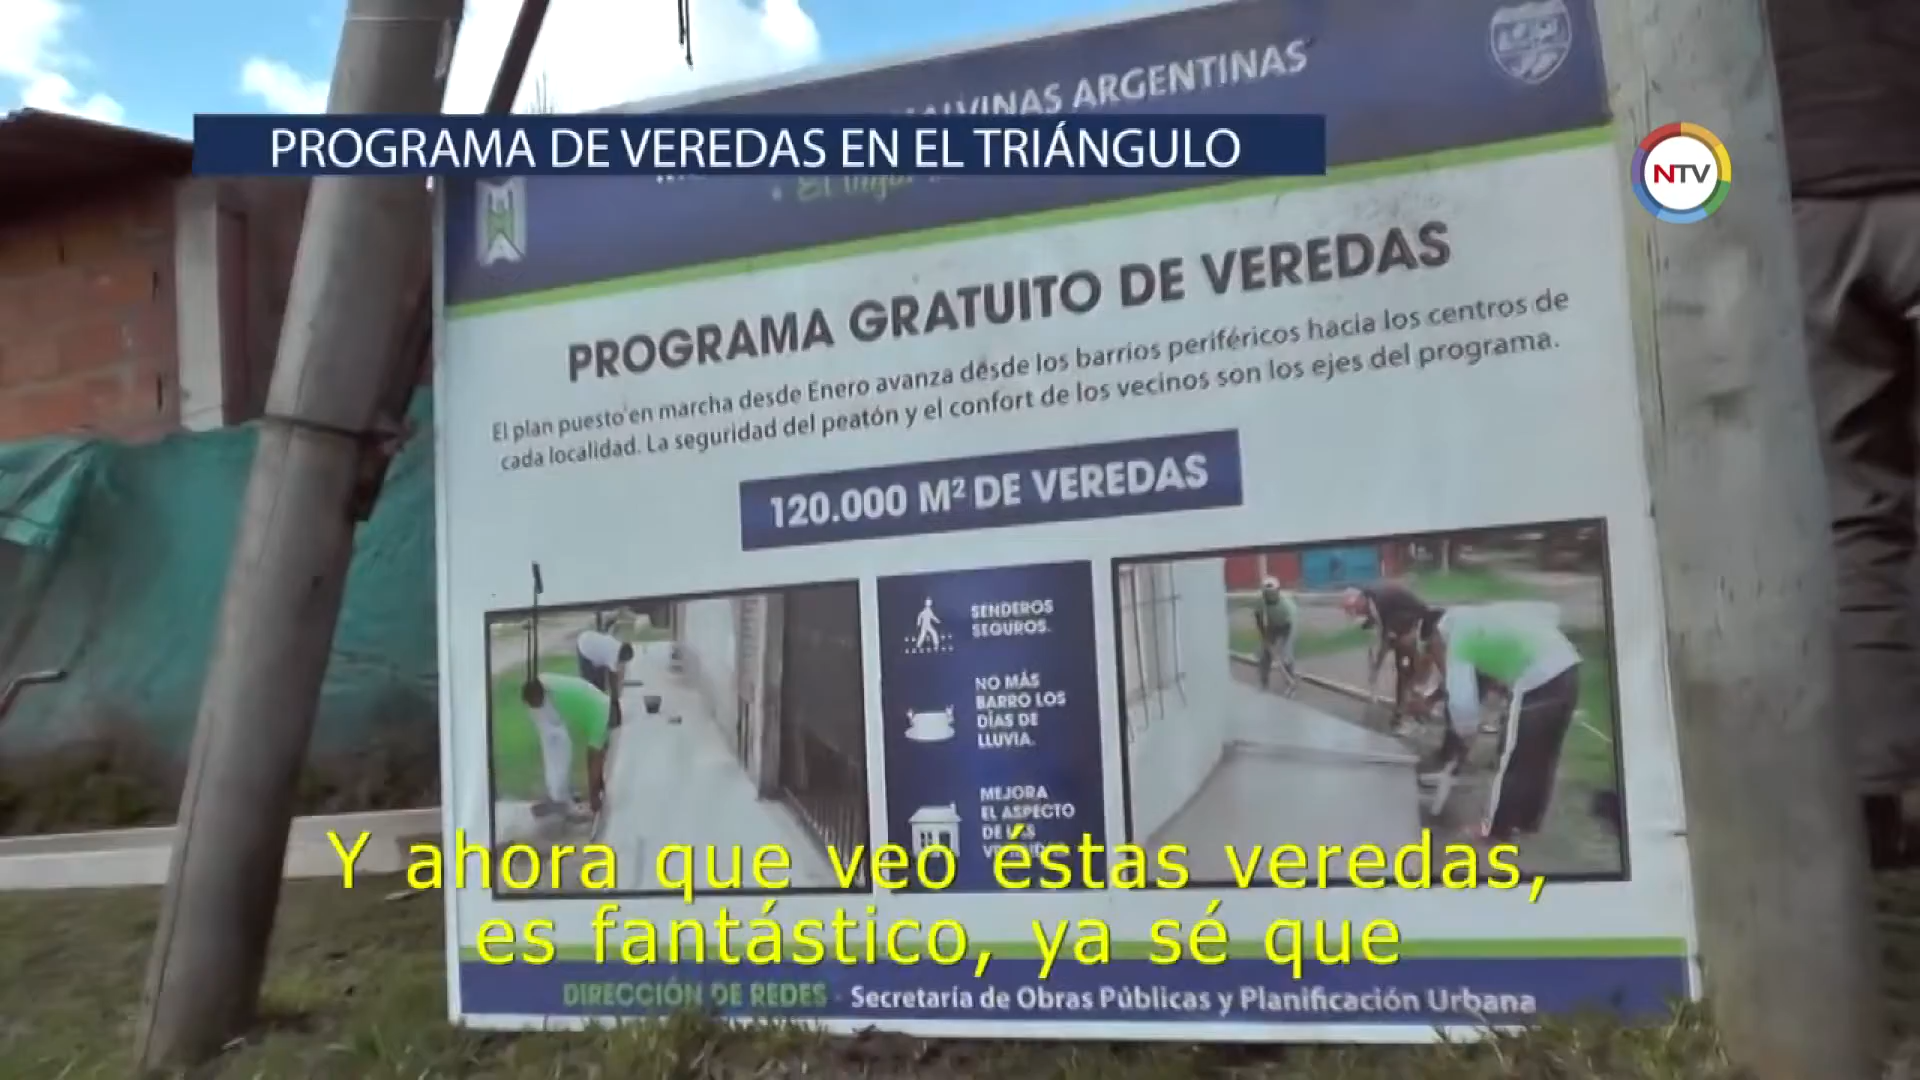 MALVINAS ARGENTINAS
PROGRAMA DE VEREDAS EN EL TRIÁNGULO
NTV
PROGRAMA GRATUITO DE VEREDAS
El plan puesto en marcha desde Enero avanza desde los barrios periféricos hacia los centros de
cada localidad. La seguridad del peatón y el confort de los vecinos son los ejes del programa.
120.000 M² DE VEREDAS
SENDEROS
SEGUROS.
NO MÁS
BARRO LOS
DÍAS DE
LLUVIA.
MEJORA
EL ASPECTO
Y ahora que veo éstas veredas,
es fantástico, ya sé que
DIRECCIÓN DE REDES - Secretaría de Obras Públicas y Planificación Urbana